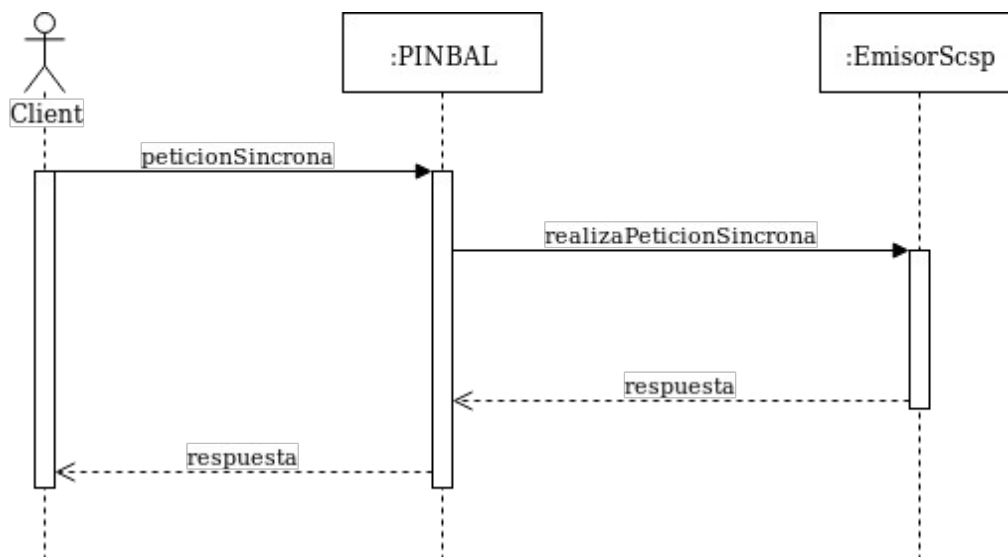 :PINBAL
:EmisorScsp
Client
peticionSincrona
realizaPeticionSincrona
respuesta
respuesta